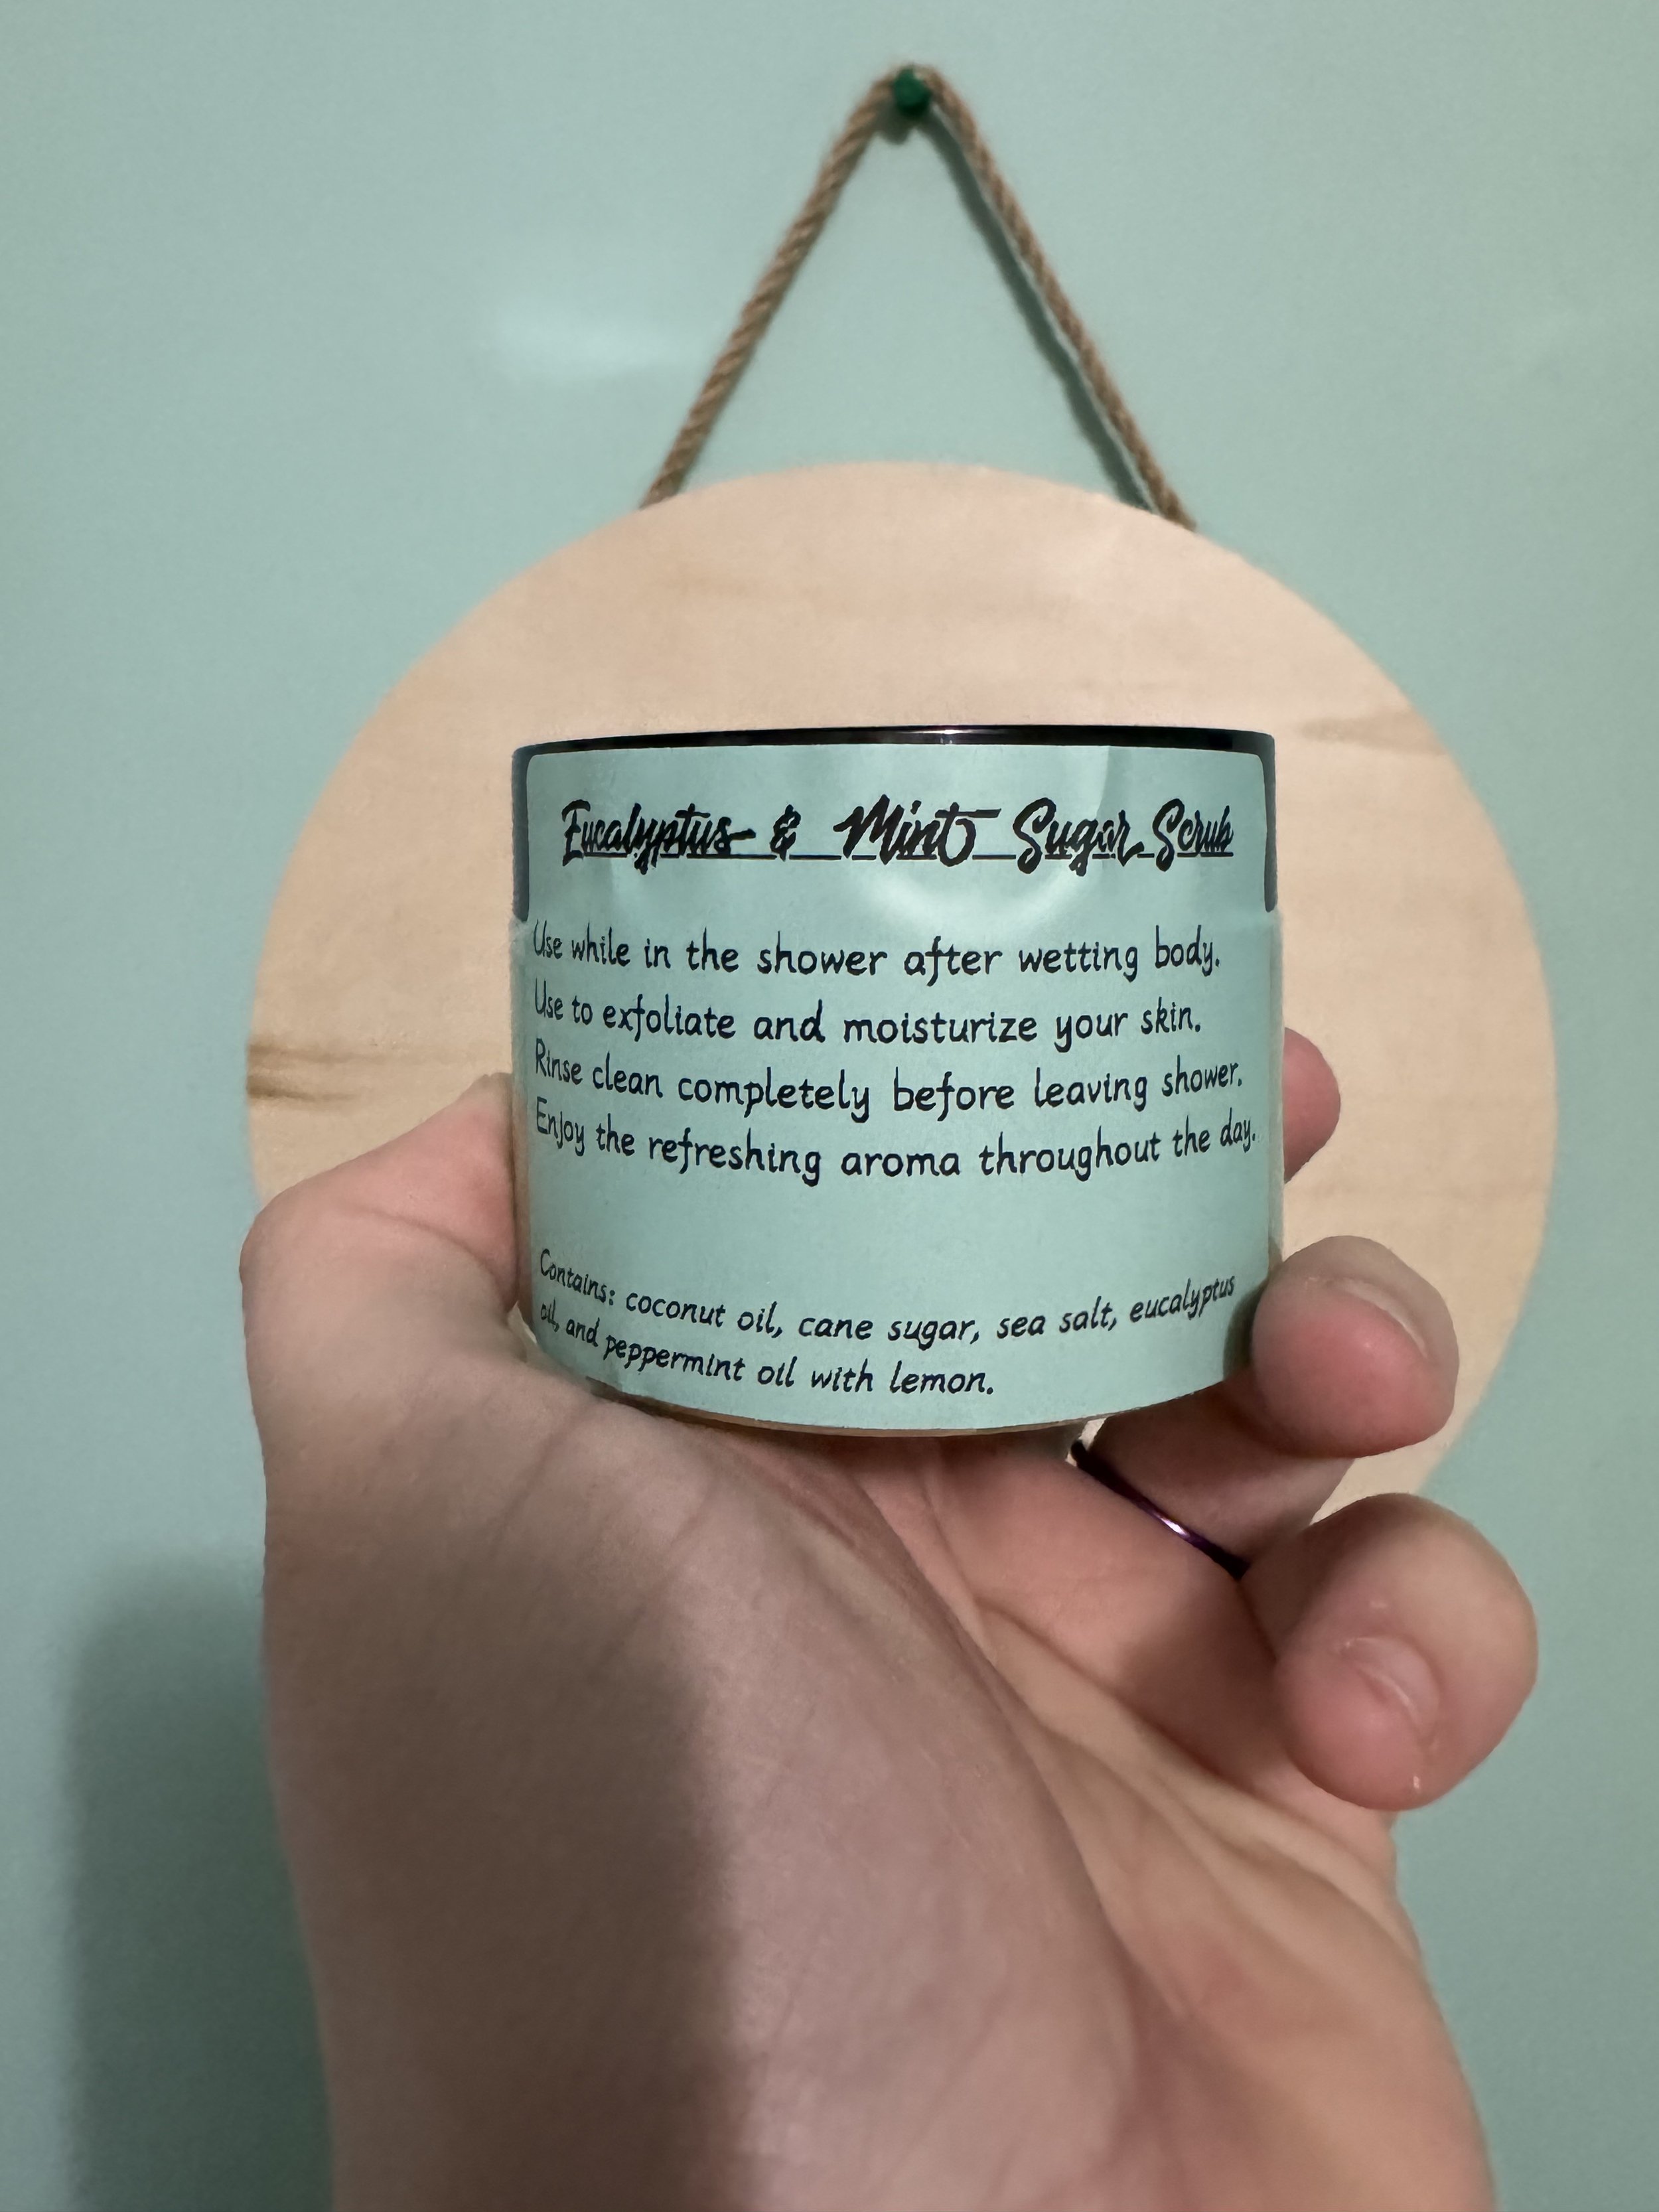 Eucalyptus & Mint Sugar Scrub
Use while in the shower after wetting body.
Use to exfoliate and moisturize your skin.
Rinse clean completely before leaving shower.
Enjoy the refreshing aroma throughout the day.
Contains: coconut oil, cane sugar, sea salt, eucalyptus
oil, and peppermint oil with lemon.